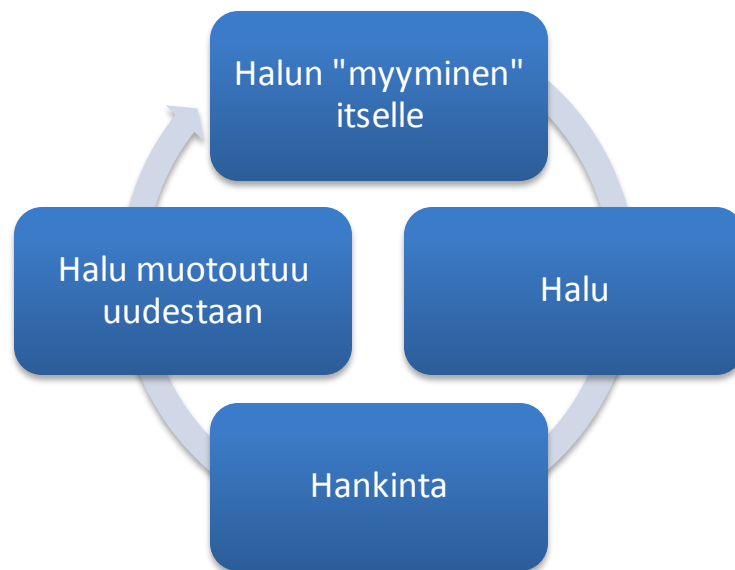 Halun "myyminen"
itselle
Halu
Hankinta
Halu muotoutuu
uudestaan